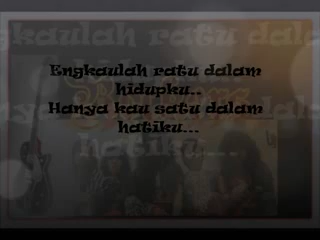 Engkaulah ratu dalam
hidupku..
Hanya kau satu dalam
hatiku...